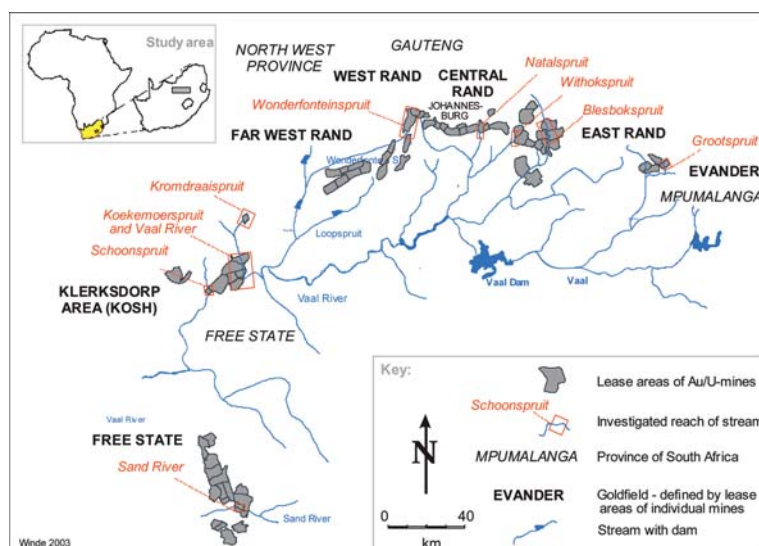 Study area
NORTH WEST
PROVINCE
GAUTENG
WEST RAND
CENTRAL
RAND
Natalspruit
Withokspruit
Wonderfonteinspruit
JOHANNES-
BURG
Blesbokspruit
FAR WEST RAND
EAST RAND
Grootspruit
Wonderfontein S.
EVANDER
MPUMALANGA
Kromdraaispruit
Koekemoerspruit
and Vaal River
Loopspruit
Schoonspruit
Vaal Dam
Vaal
KLERKSDORP
AREA (KOSH)
Vaal River
FREE STATE
Vaal River
FREE STATE
Sand River
Sand River
Winde 2003
Key:
Lease areas of Au/U-mines
Schoonspruit
Investigated reach of stream
MPUMALANGA
Province of South Africa
EVANDER
Goldfield - defined by lease
areas of individual mines
Stream with dam
N
0 20 40
km